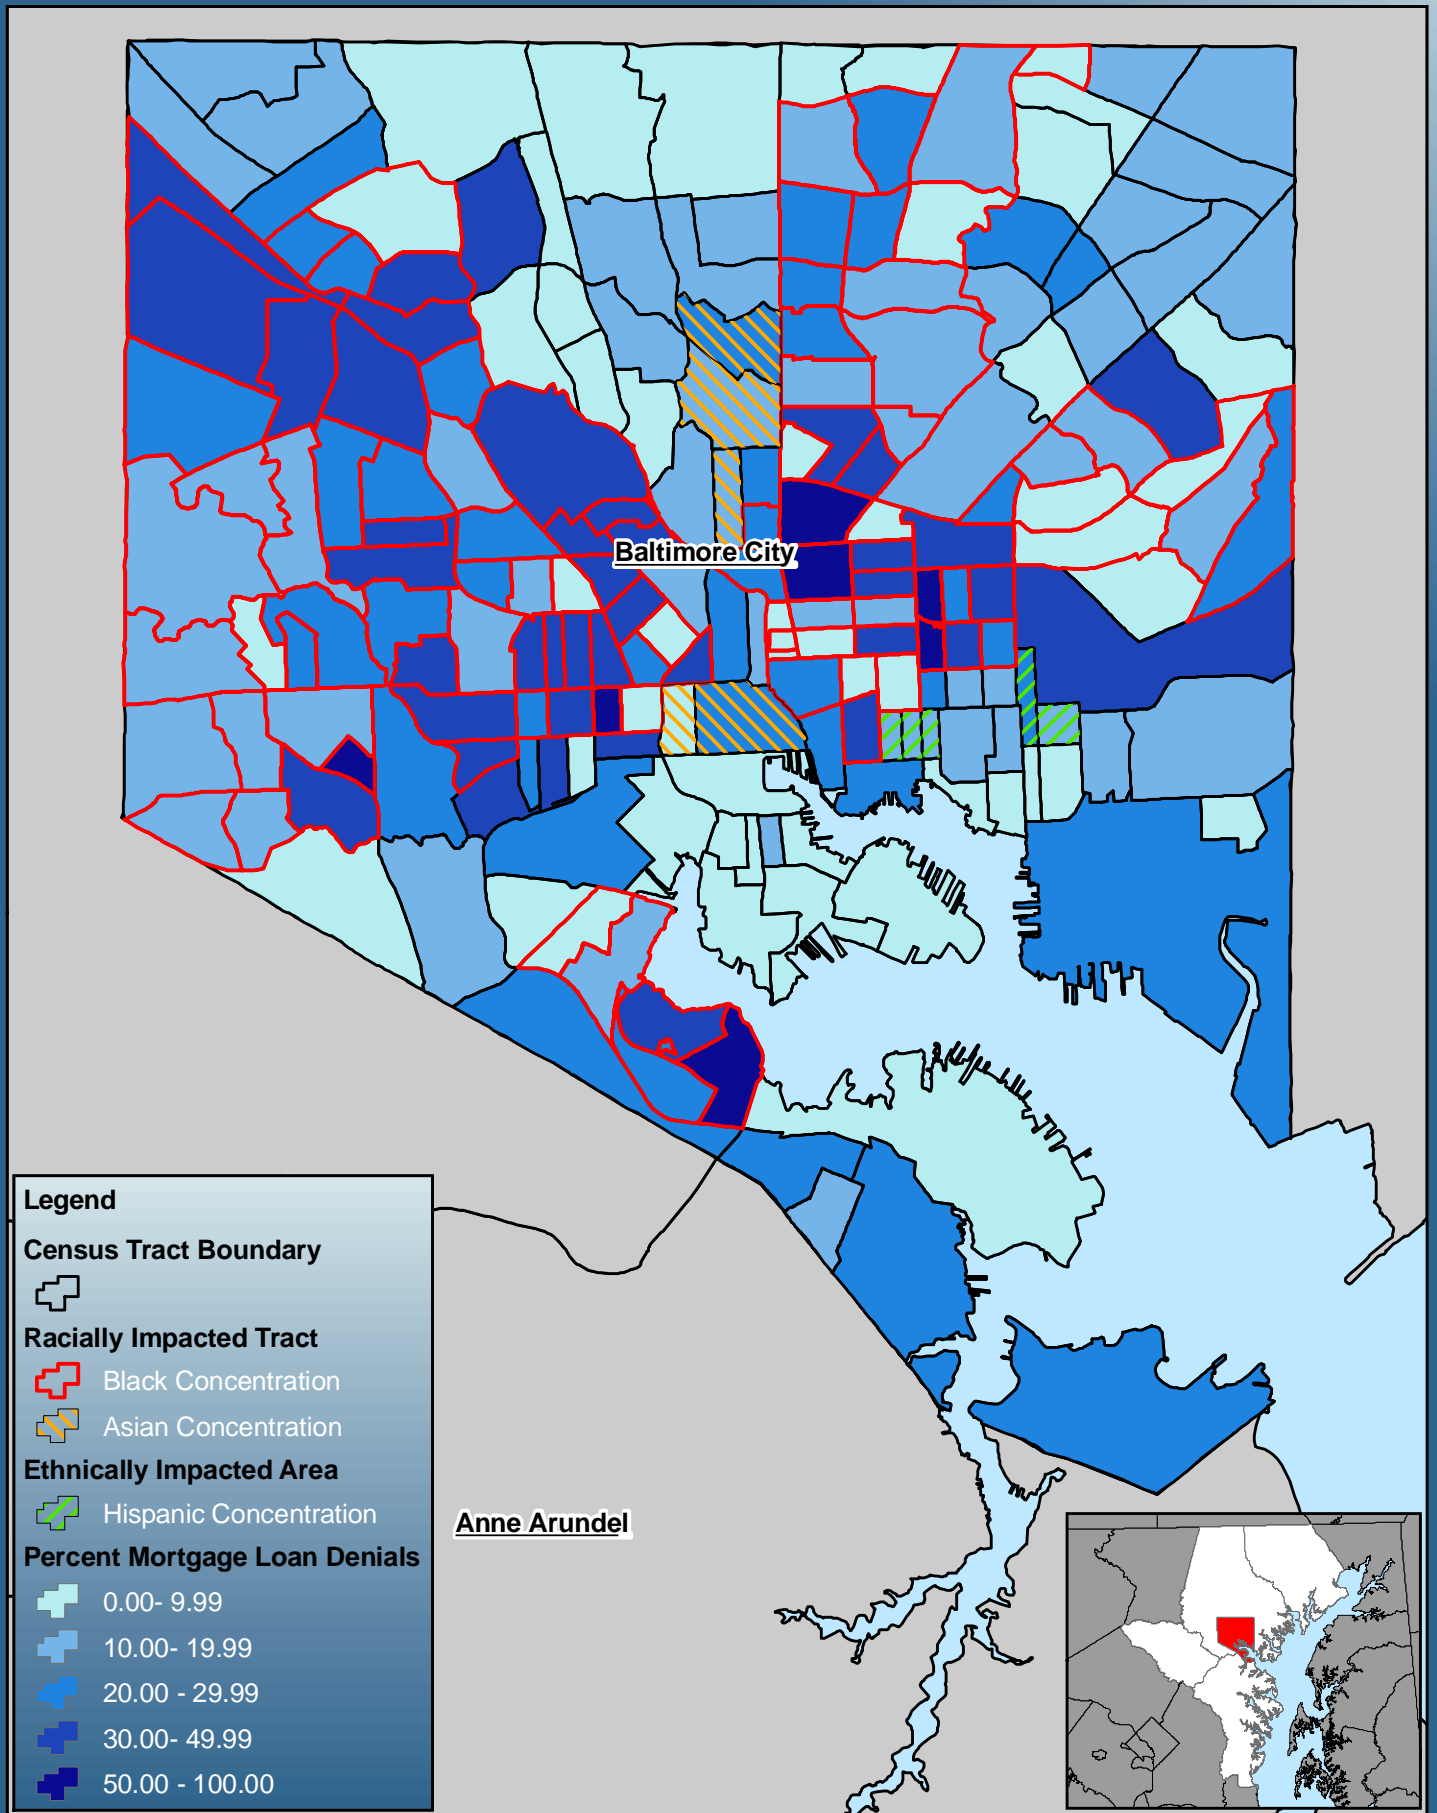 Baltimore City
Legend
Census Tract Boundary
Racially Impacted Tract
Black Concentration
Asian Concentration
Ethnically Impacted Area
Hispanic Concentration
Percent Mortgage Loan Denials
0.00- 9.99
10.00- 19.99
20.00 - 29.99
30.00- 49.99
50.00 - 100.00
Anne Arundel